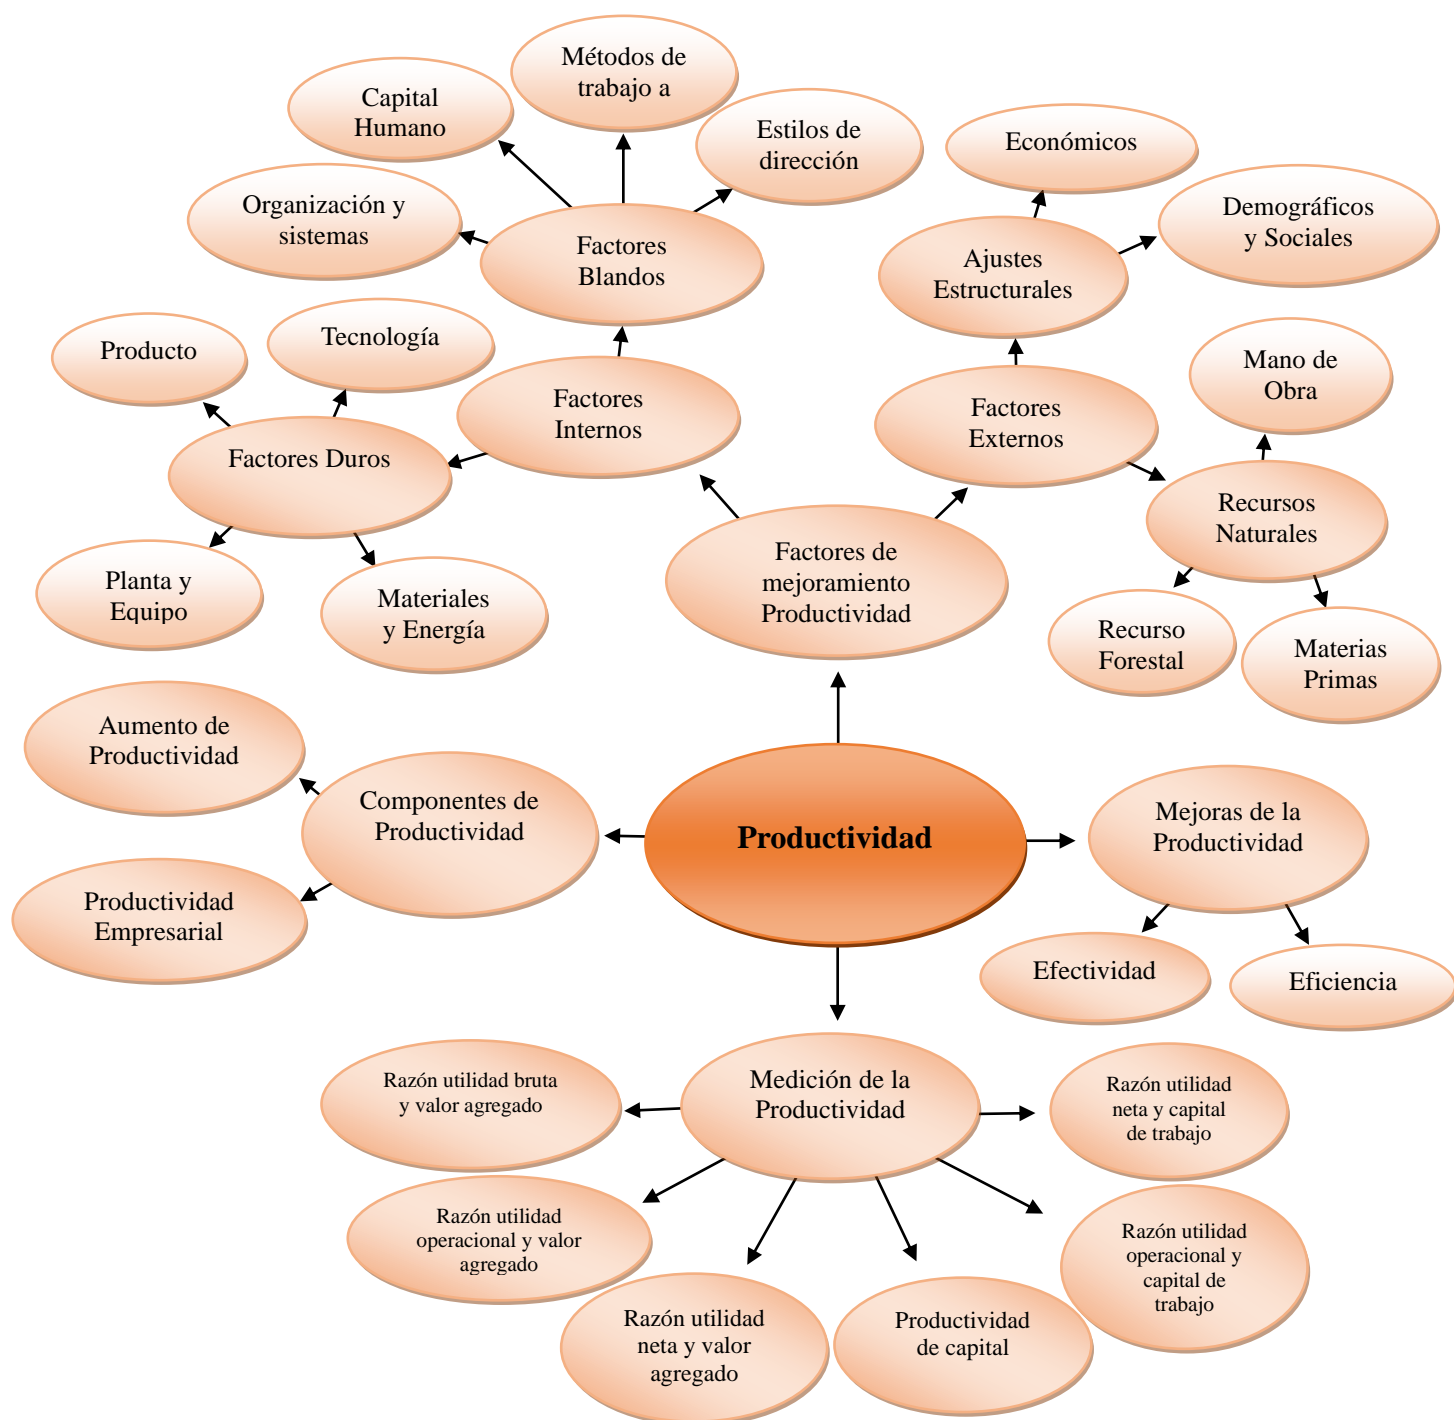 Métodos de
trabajo a
Capital
Humano
Estilos de
dirección
Organización y
sistemas
Factores
Blandos
Económicos
Demográficos
y Sociales
Ajustes
Estructurales
Producto
Tecnología
Factores
Internos
Factores Duros
Planta y
Equipo
Materiales
y Energía
Factores
Externos
Mano de
Obra
Recursos
Naturales
Recurso
Forestal
Materias
Primas
Factores de
mejoramiento
Productividad
Aumento de
Productividad
Componentes de
Productividad
Productividad
Empresarial
Productividad
Mejoras de la
Productividad
Efectividad
Eficiencia
Medición de la
Productividad
Razón utilidad bruta
y valor agregado
Razón utilidad
operacional y valor
agregado
Razón utilidad
neta y valor
agregado
Productividad
de capital
Razón utilidad
operacional y
capital de
trabajo
Razón utilidad
neta y capital
de trabajo